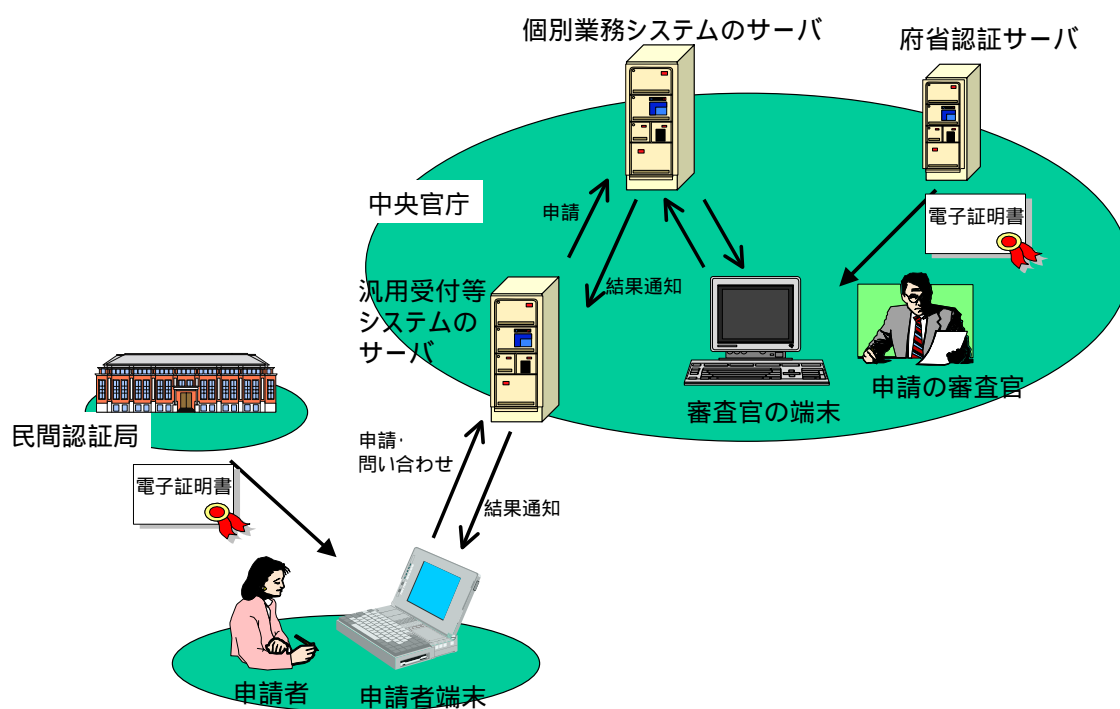 個別業務システムのサーバ
府省認証サーバ
中央官庁
申請
電子証明書
結果通知
汎用受付等
システムの
サーバ
申請の審査官
審査官の端末
民間認証局
申請・
問い合わせ
電子証明書
結果通知
申請者
申請者端末